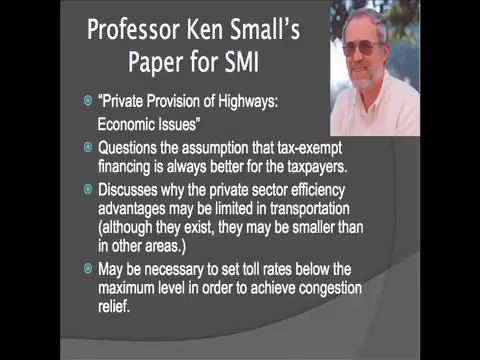 Professor Ken Small's
Paper for SMI
"Private Provision of Highways:
Economic Issues"
Questions the assumption that tax-exempt
financing is always better for the taxpayers.
Discusses why the private sector efficiency
advantages may be limited in transportation
(although they exist, they may be smaller than
in other areas.)
May be necessary to set toll rates below the
maximum level in order to achieve congestion
relief.